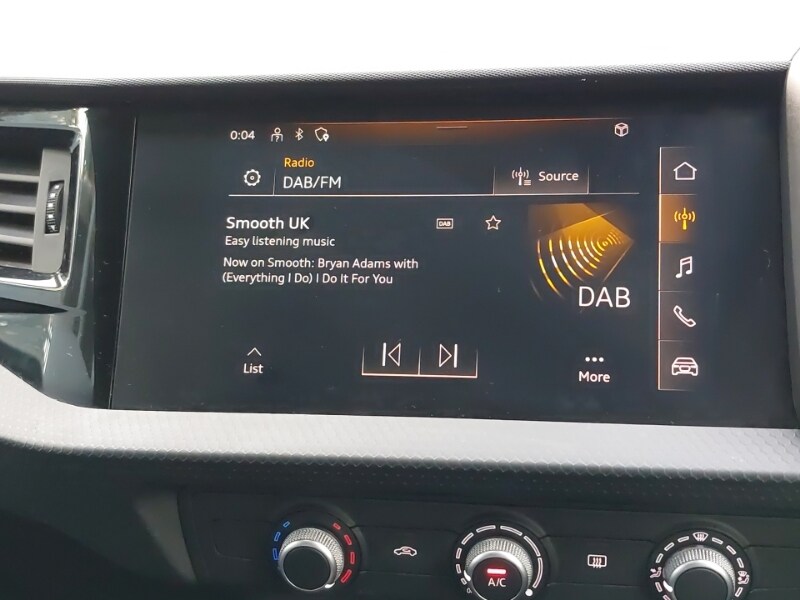 0:04
Radio
DAB/FM
Source
Smooth UK
DAB
Easy listening music
Now on Smooth: Bryan Adams with
(Everything I Do) I Do It For You
DAB
List
More
A/C